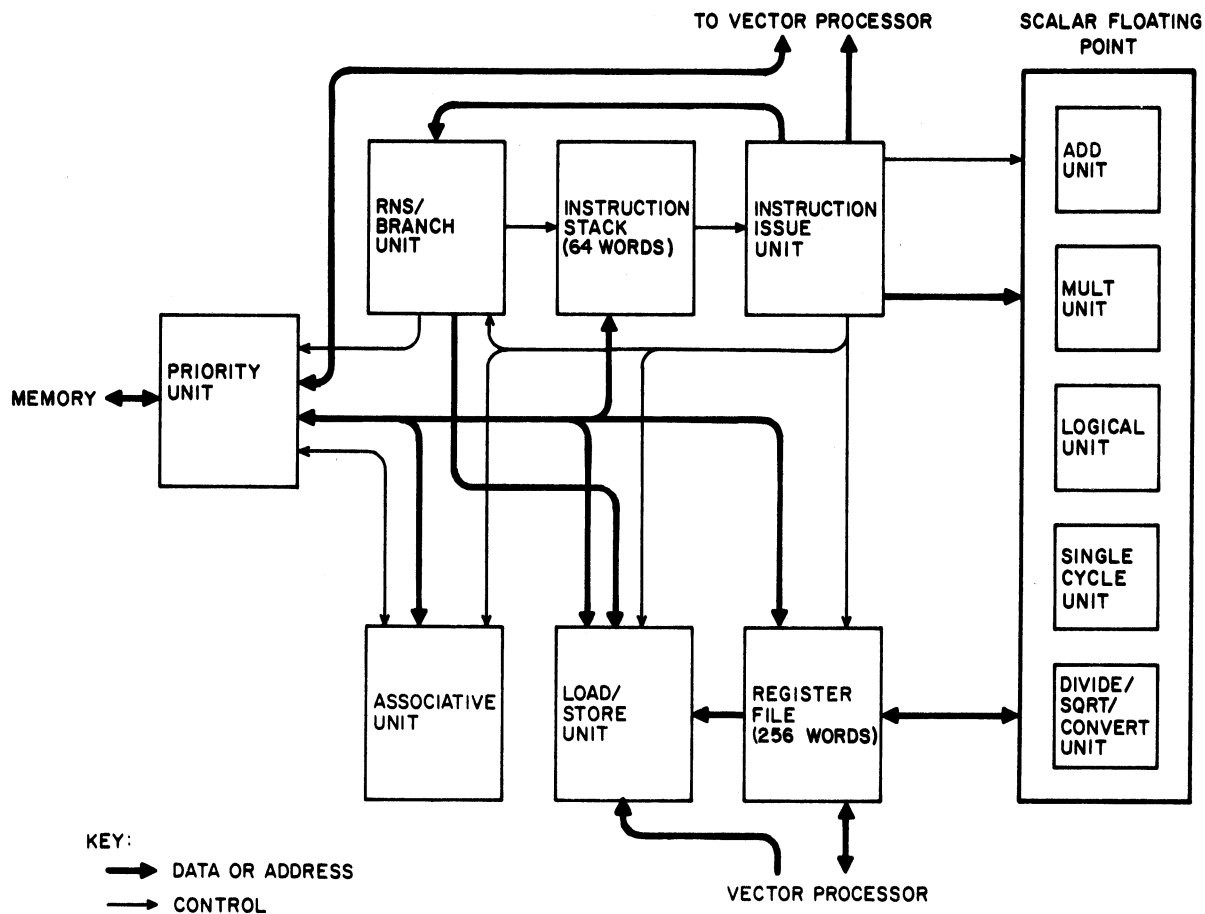 TO VECTOR PROCESSOR
SCALAR FLOATING
POINT
RNS/
BRANCH
UNIT
INSTRUCTION
STACK
(64 WORDS)
INSTRUCTION
ISSUE
UNIT
ADD
UNIT
MULT
UNIT
MEMORY
PRIORITY
UNIT
LOGICAL
UNIT
SINGLE
CYCLE
UNIT
ASSOCIATIVE
UNIT
LOAD/
STORE
UNIT
REGISTER
FILE
(256 WORDS)
DIVIDE/
SQRT/
CONVERT
UNIT
KEY:
DATA OR ADDRESS
CONTROL
VECTOR PROCESSOR